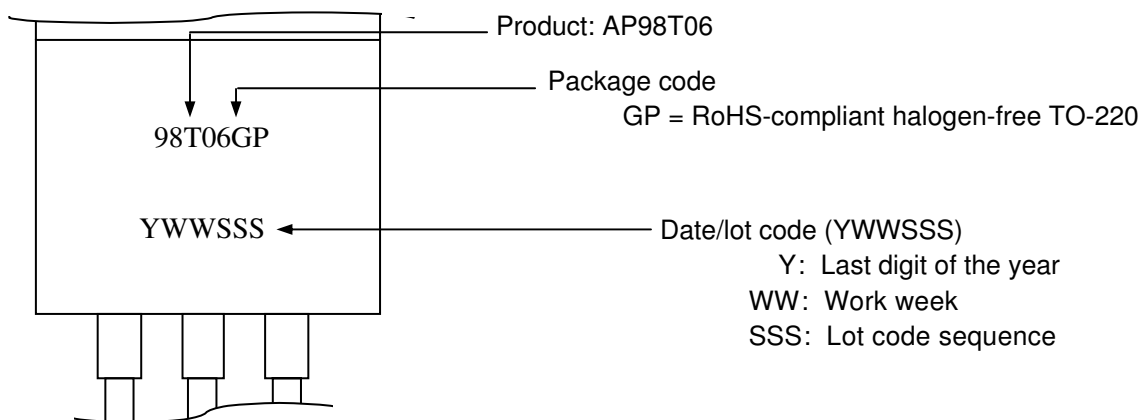 Product: AP98T06
Package code
GP = RoHS-compliant halogen-free TO-220
98T06GP
YWWSSS
Date/lot code (YWWSSS)
Y: Last digit of the year
WW: Work week
SSS: Lot code sequence